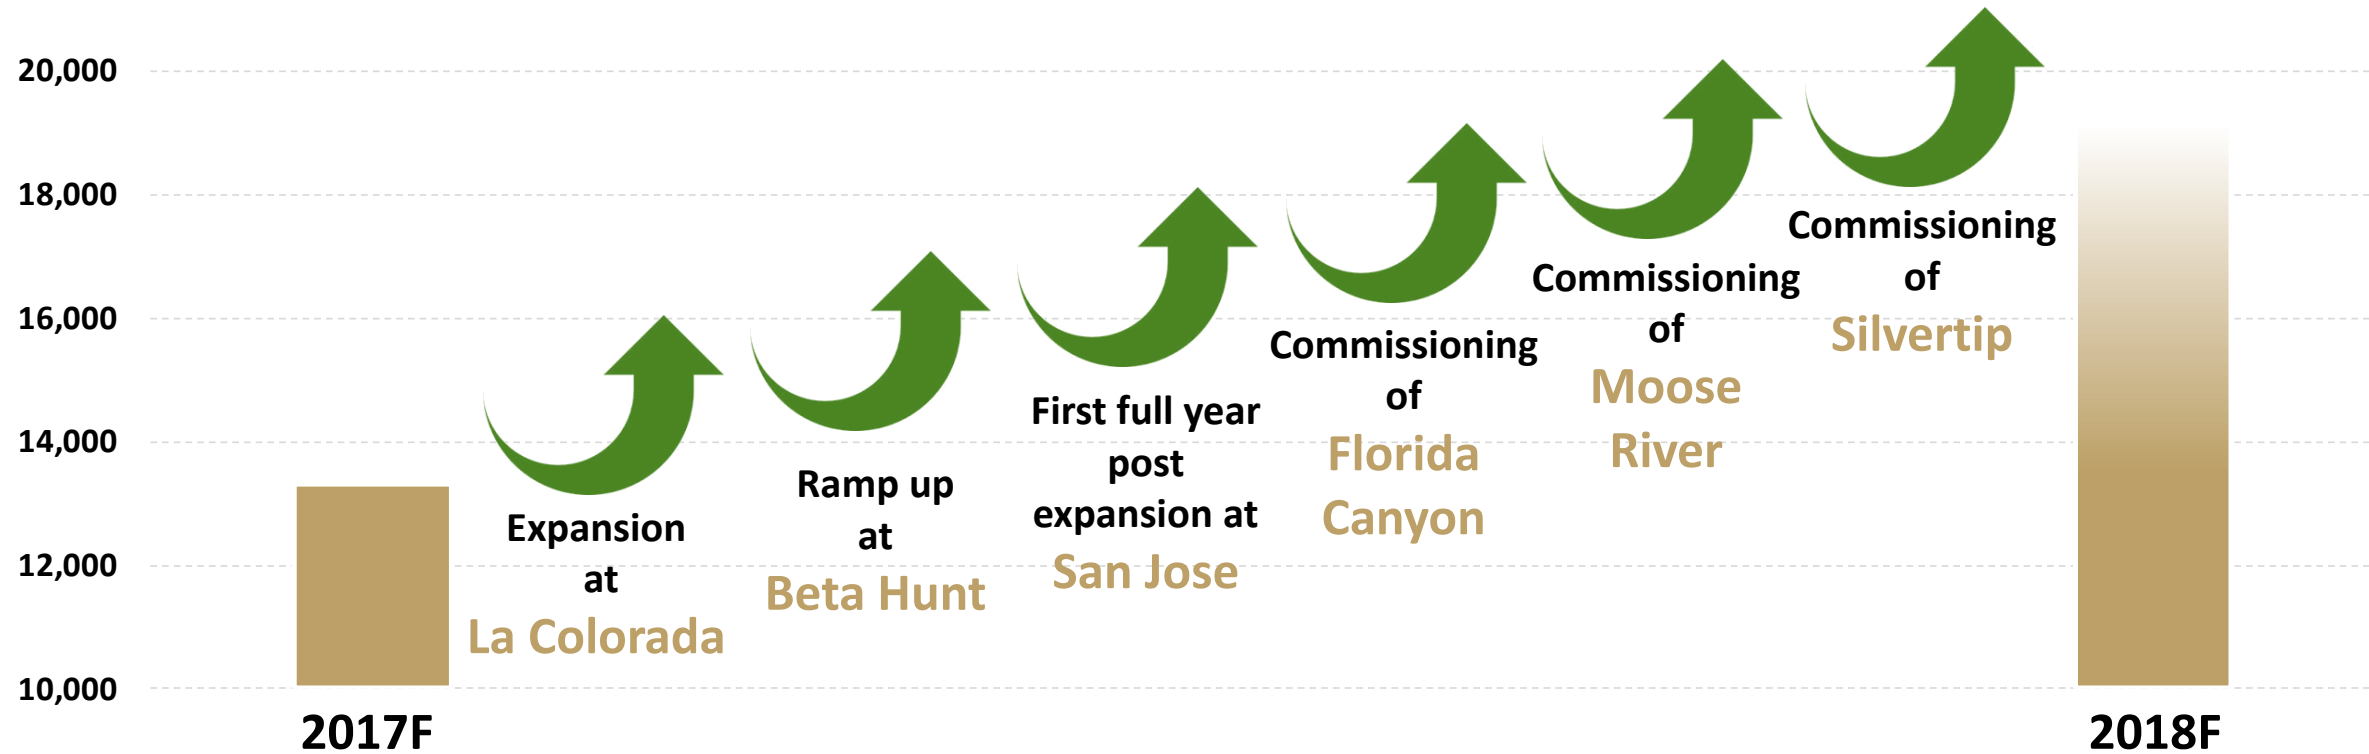 20,000
18,000
16,000
14,000
12,000
10,000
2017F
Expansion
at
La Colorada
Ramp up
at
Beta Hunt
First full year
post
expansion at
San Jose
Commissioning
of
Florida
Canyon
Commissioning
of
Moose
River
Commissioning
of
Silvertip
2018F